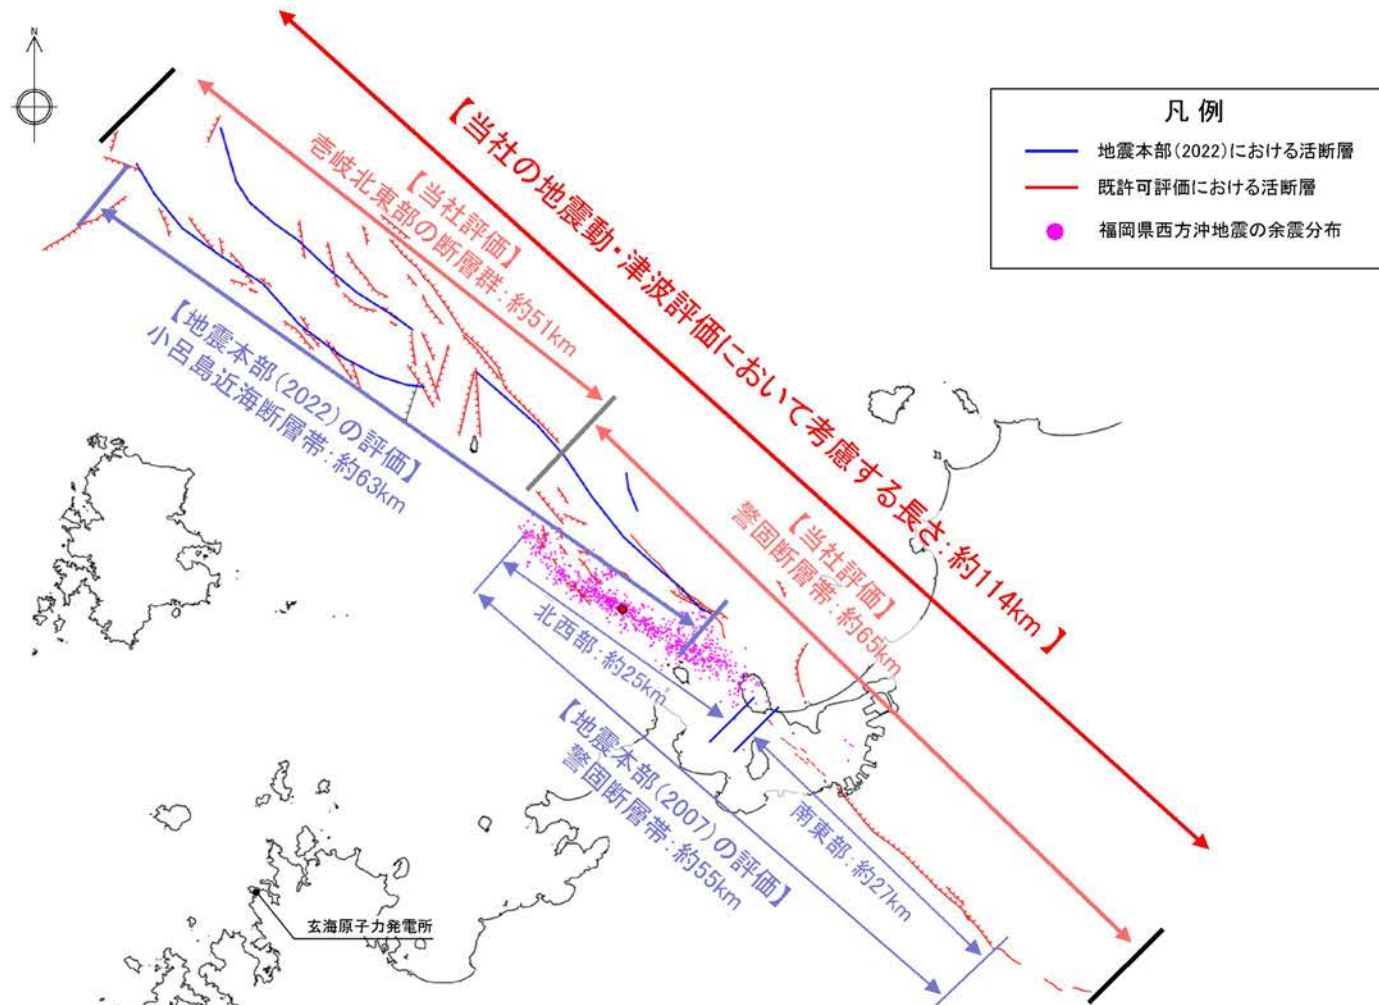 N
凡例
地震本部(2022)における活断層
既許可評価における活断層
福岡県西方沖地震の余震分布
【当社の地震動・津波評価において考慮する長さ:約114km】
【当社評価】
壱岐北東部の断層群:約51km
【地震本部(2022)の評価】
小呂島近海断層帯:約63km
【当社評価】
警固断層帯:約65km
北西部:約25km
【地震本部(2007)の評価】
警固断層帯:約55km
南東部:約27km
玄海原子力発電所